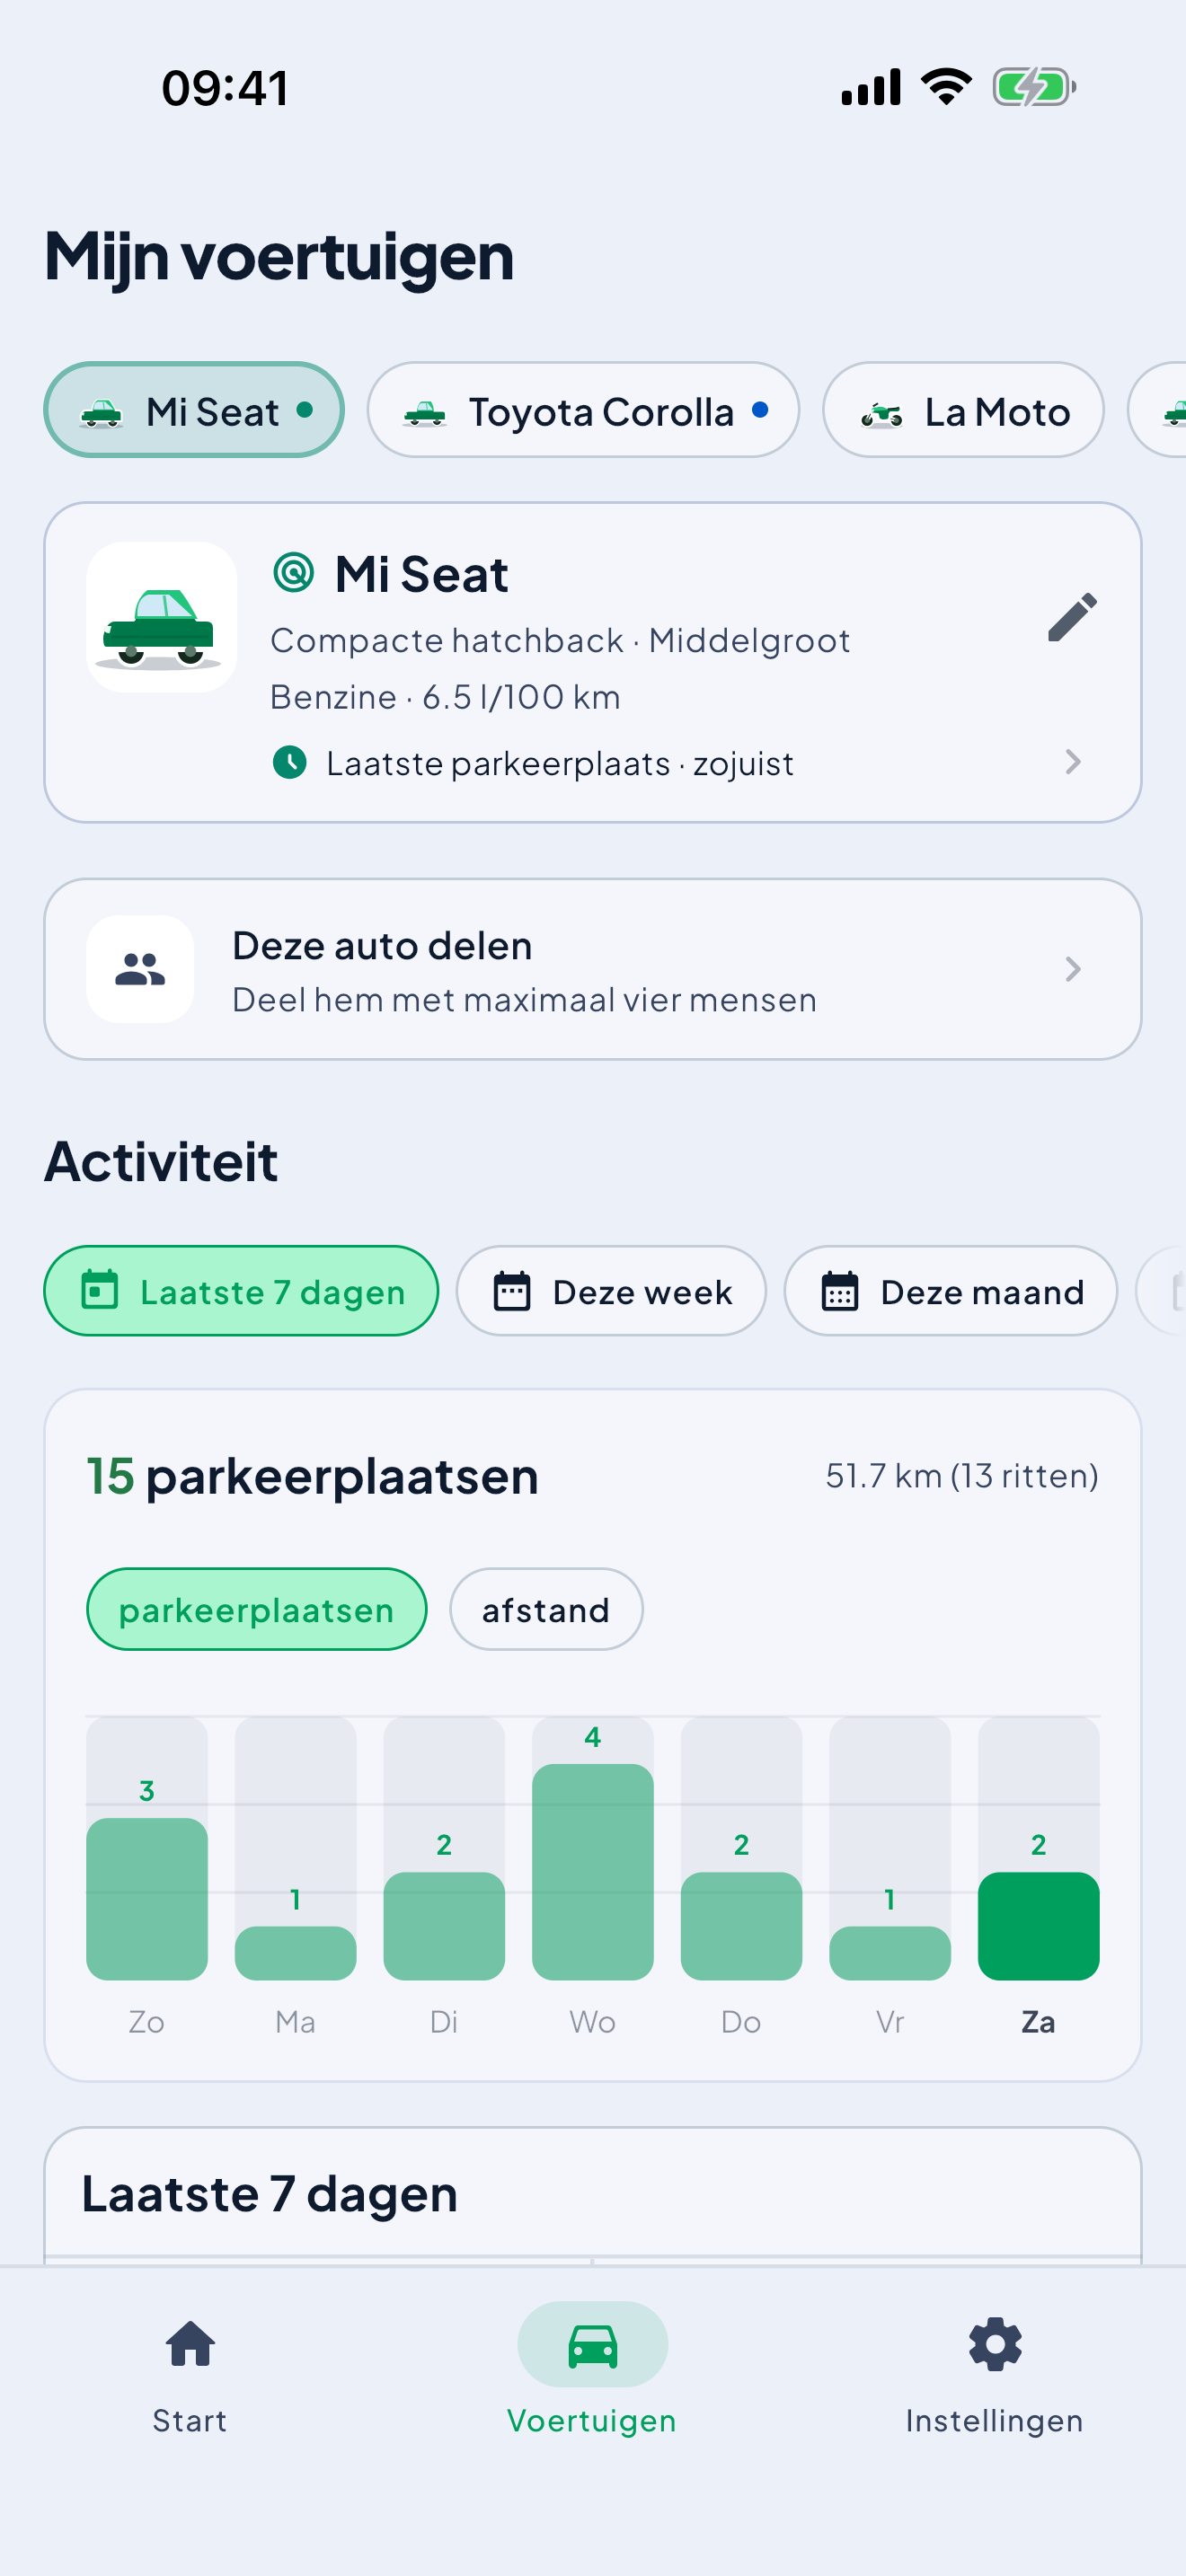 09:41
Mijn voertuigen
Mi Seat
Toyota Corolla
La Moto
Mi Seat
Compacte hatchback · Middelgroot
Benzine · 6.5 l/100 km
Laatste parkeerplaats · zojuist
Deze auto delen
Deel hem met maximaal vier mensen
Activiteit
Laatste 7 dagen
Deze week
Deze maand
15 parkeerplaatsen
51.7 km (13 ritten)
parkeerplaatsen
afstand
3
1
2
4
2
1
2
Zo
Ma
Di
Wo
Do
Vr
Za
Laatste 7 dagen
Start
Voertuigen
Instellingen